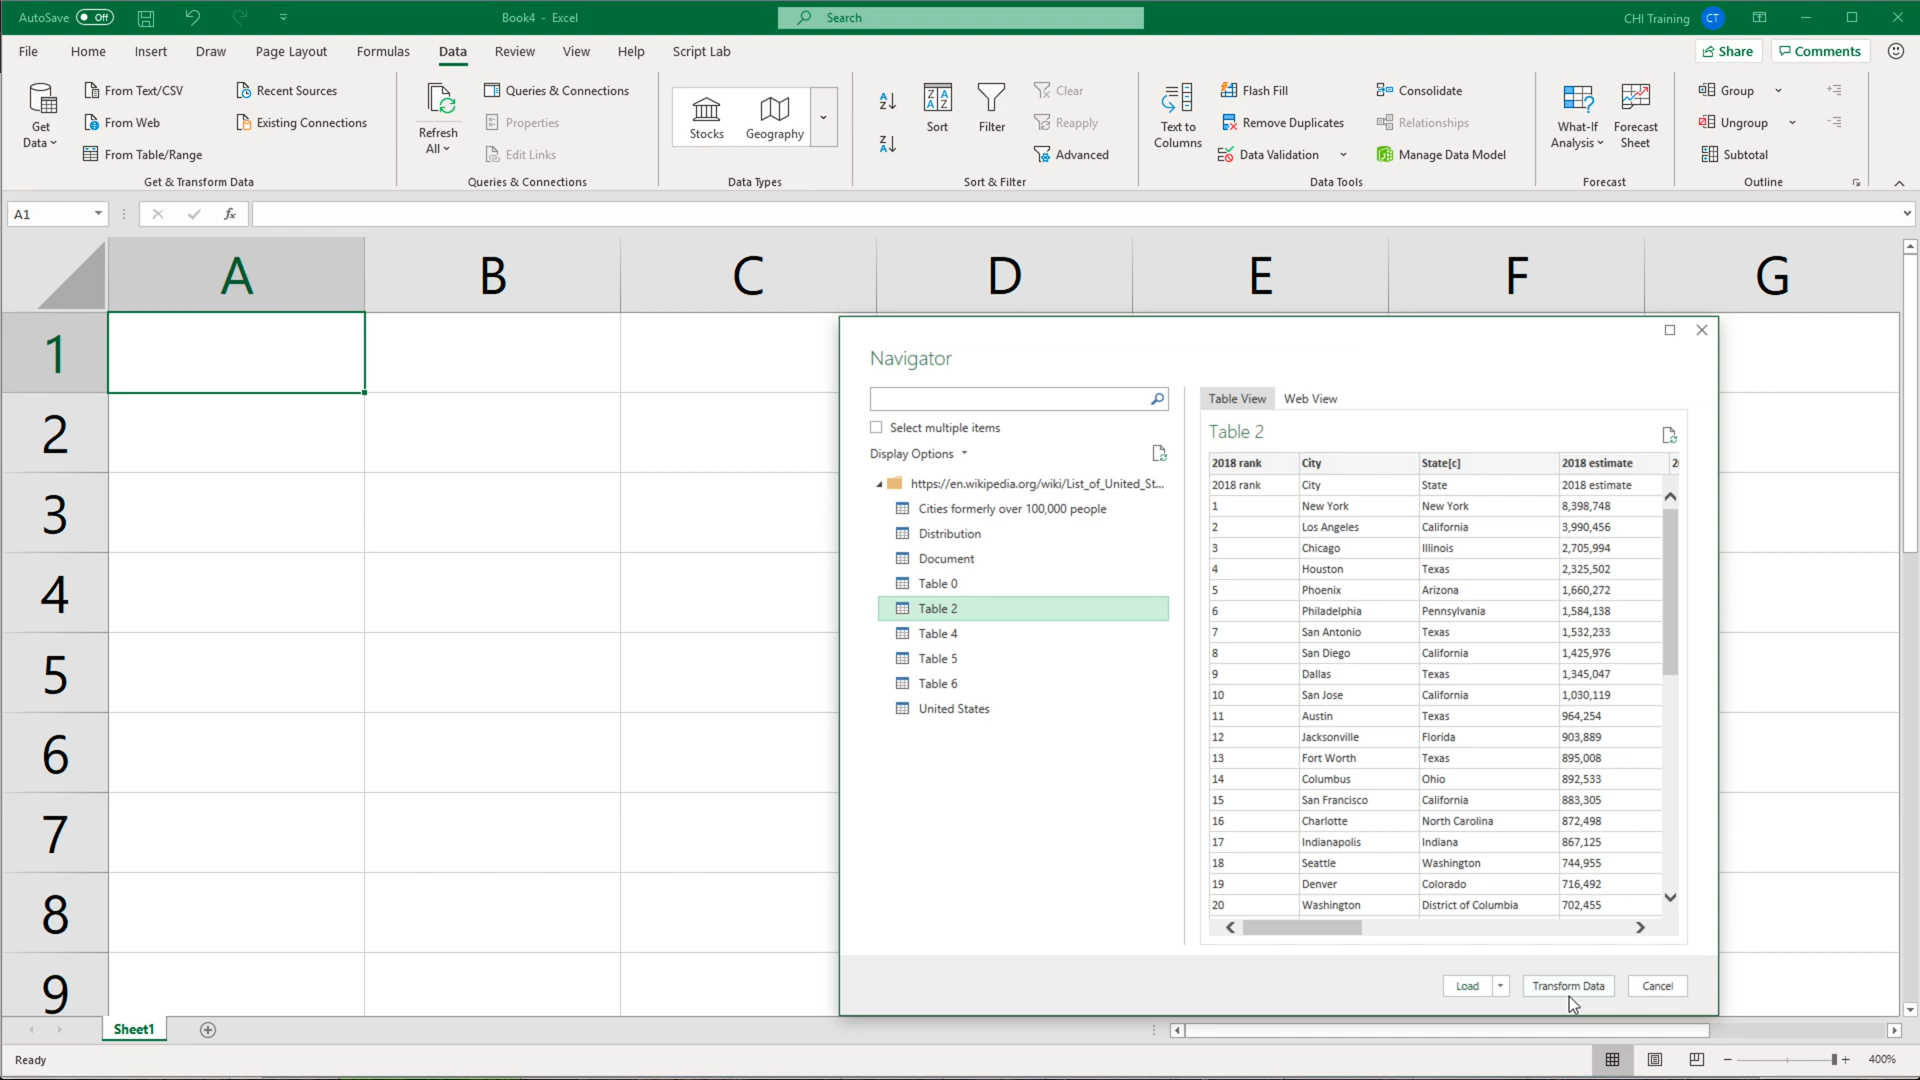 AutoSave Off
Book4 - Excel
Search
CHI Training CT
File Home Insert Draw Page Layout Formulas Data Review View Help Script Lab
Share Comments
Get Data
From Text/CSV
From Web
From Table/Range
Recent Sources
Existing Connections
Get & Transform Data
Refresh All
Queries & Connections
Properties
Edit Links
Queries & Connections
Stocks
Geography
Data Types
Sort
Filter
Clear
Reapply
Advanced
Sort & Filter
Text to Columns
Flash Fill
Remove Duplicates
Data Validation
Consolidate
Relationships
Manage Data Model
Data Tools
What-If Analysis
Forecast Sheet
Forecast
Group
Ungroup
Subtotal
Outline
A1
fx
A B C D E F G
1
2
3
4
5
6
7
8
9
Navigator
Select multiple items
Display Options
https://en.wikipedia.org/wiki/List_of_United_St...
Cities formerly over 100,000 people
Distribution
Document
Table 0
Table 2
Table 4
Table 5
Table 6
United States
Table View Web View
Table 2
2018 rank City State[c] 2018 estimate 2
2018 rank City State 2018 estimate
1 New York New York 8,398,748
2 Los Angeles California 3,990,456
3 Chicago Illinois 2,705,994
4 Houston Texas 2,325,502
5 Phoenix Arizona 1,660,272
6 Philadelphia Pennsylvania 1,584,138
7 San Antonio Texas 1,532,233
8 San Diego California 1,425,976
9 Dallas Texas 1,345,047
10 San Jose California 1,030,119
11 Austin Texas 964,254
12 Jacksonville Florida 903,889
13 Fort Worth Texas 895,008
14 Columbus Ohio 892,533
15 San Francisco California 883,305
16 Charlotte North Carolina 872,498
17 Indianapolis Indiana 867,125
18 Seattle Washington 744,955
19 Denver Colorado 716,492
20 Washington District of Columbia 702,455
Load Transform Data Cancel
Sheet1
Ready
400%